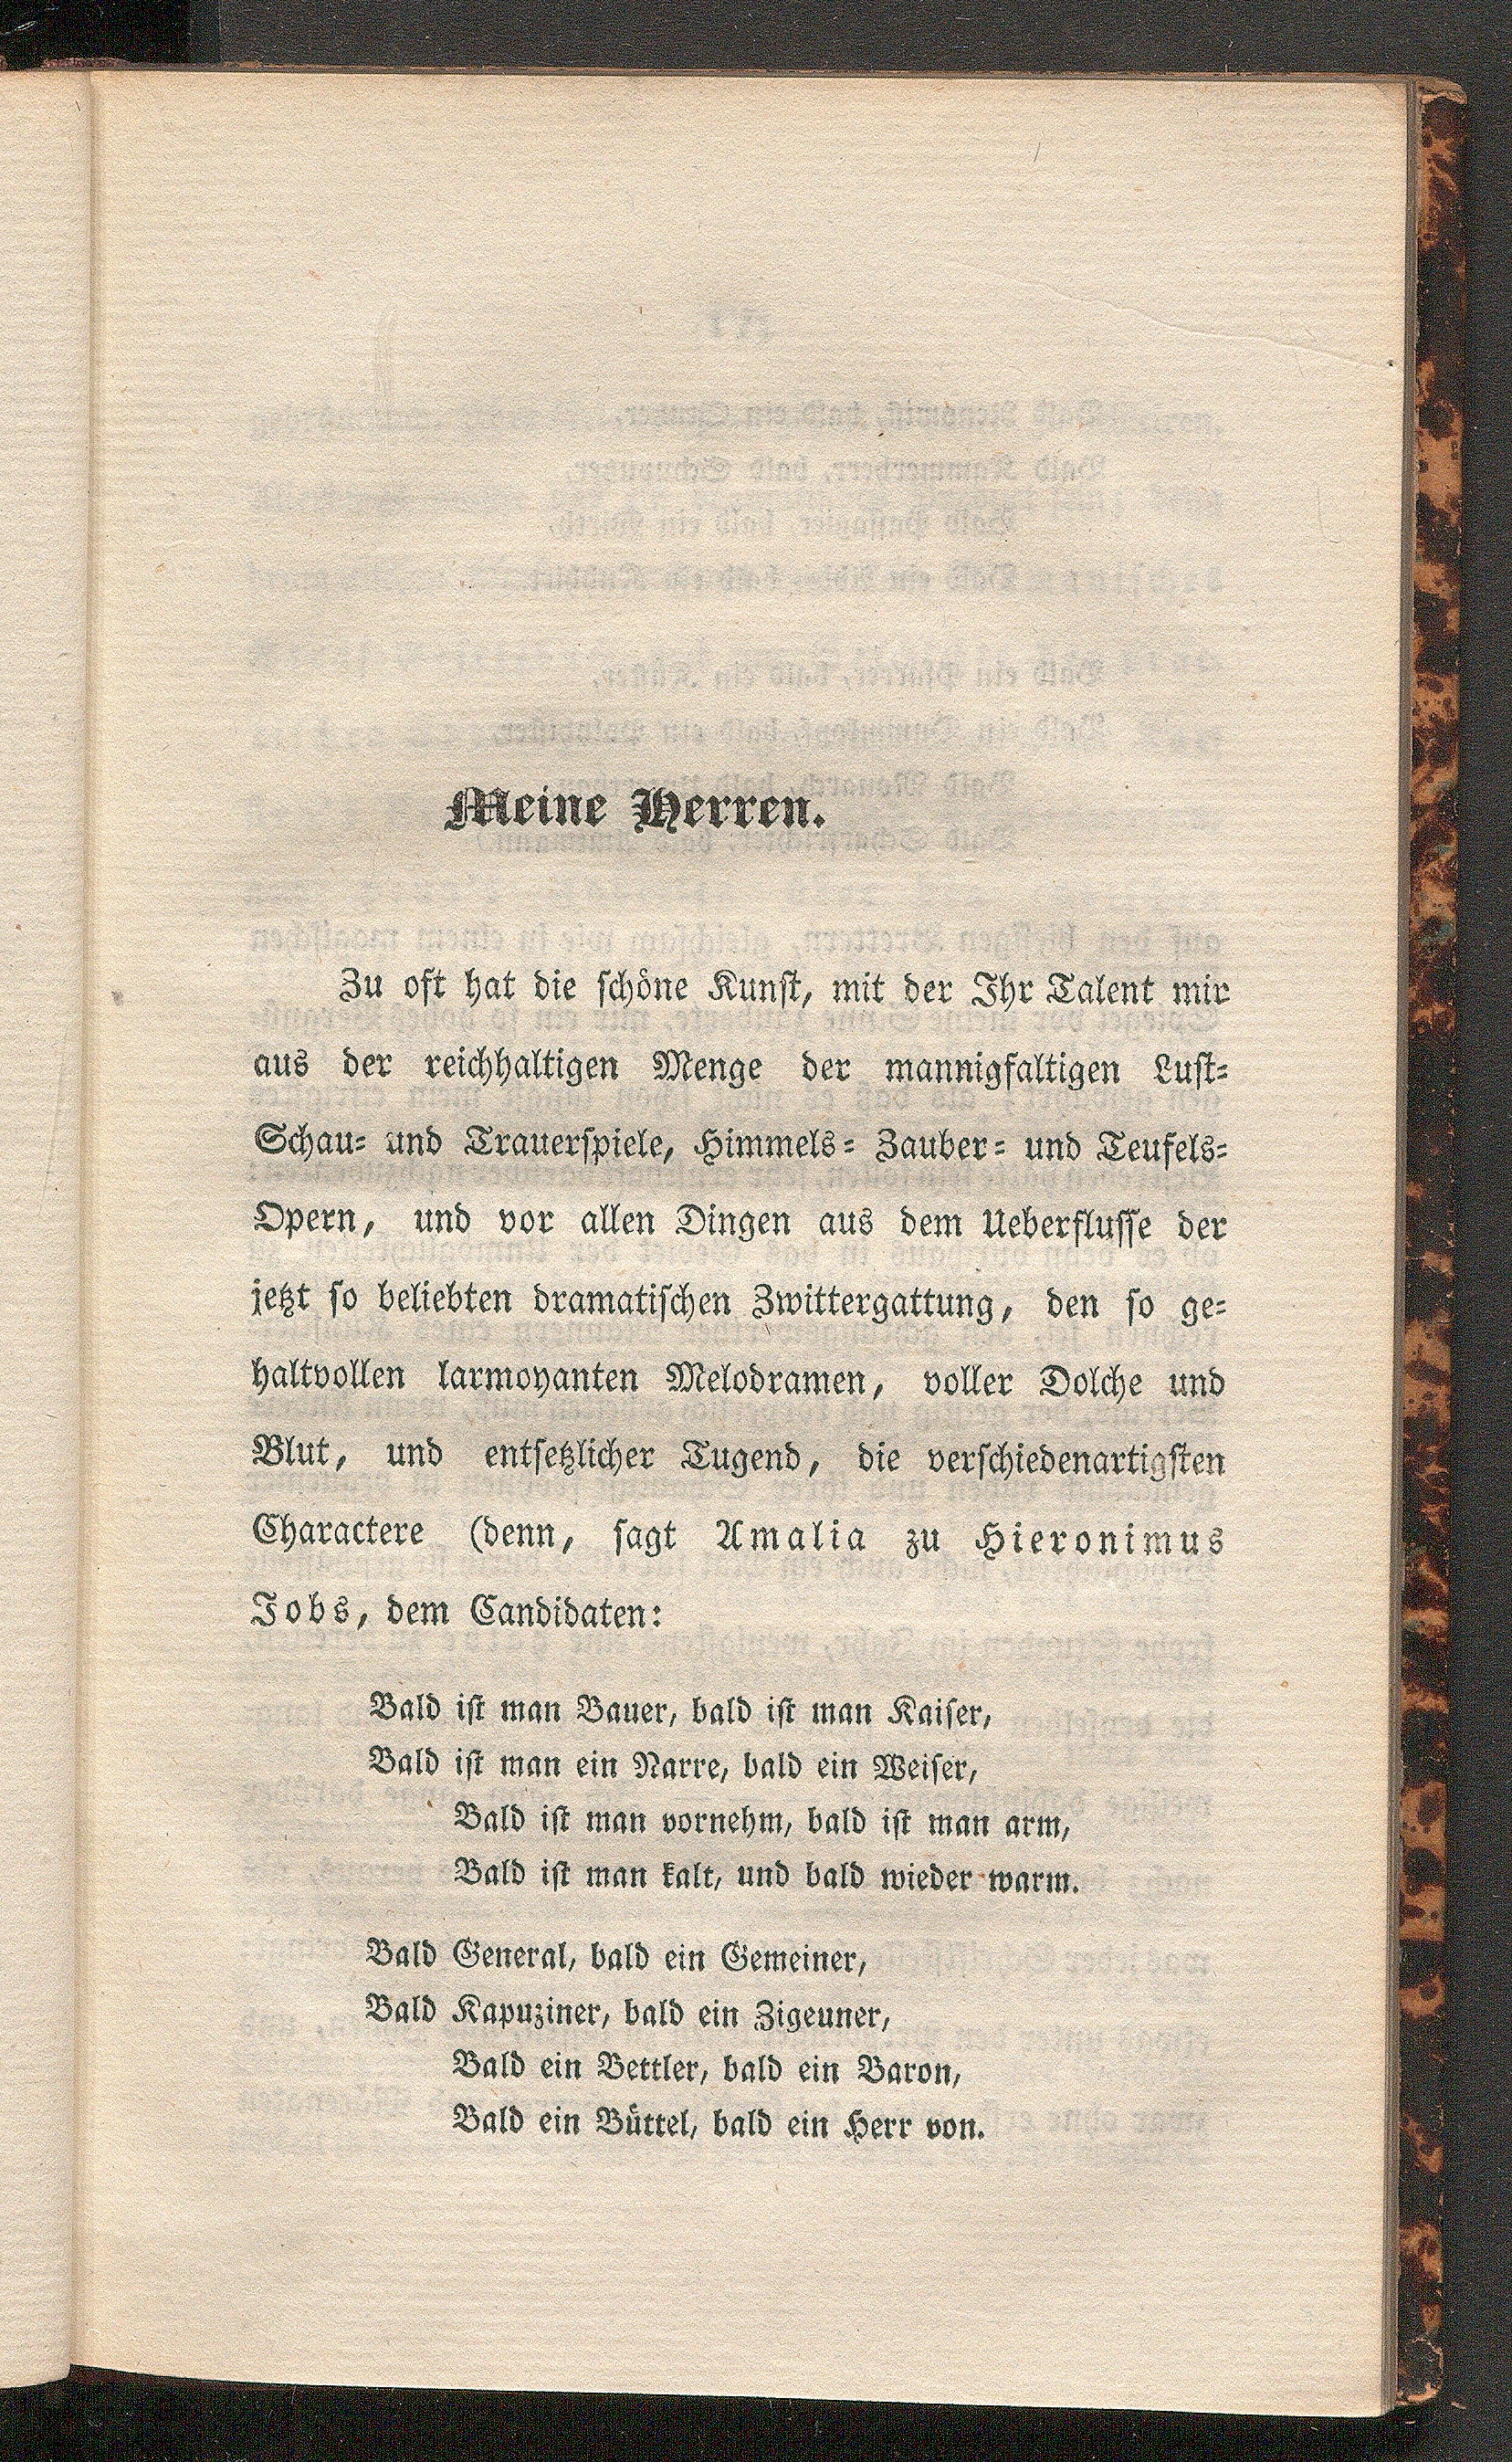 Meine Herren.
Zu oft hat die schöne Kunst, mit der Ihr Talent mir
aus der reichhaltigen Menge der mannigfaltigen Lust-
Schau- und Trauerspiele, Himmels- Zauber- und Teufels-
Opern, und vor allen Dingen aus dem Ueberflusse der
jetzt so beliebten dramatischen Zwittergattung, den so ge-
haltvollen larmoyanten Melodramen, voller Dolche und
Blut, und entsetzlicher Tugend, die verschiedenartigsten
Charactere (denn, sagt Amalia zu Hieronimus
Jobs, dem Candidaten:
Bald ist man Bauer, bald ist man Kaiser,
Bald ist man ein Narre, bald ein Weiser,
Bald ist man vornehm, bald ist man arm,
Bald ist man kalt, und bald wieder warm.
Bald General, bald ein Gemeiner,
Bald Kapuziner, bald ein Zigeuner,
Bald ein Bettler, bald ein Baron,
Bald ein Büttel, bald ein Herr von.